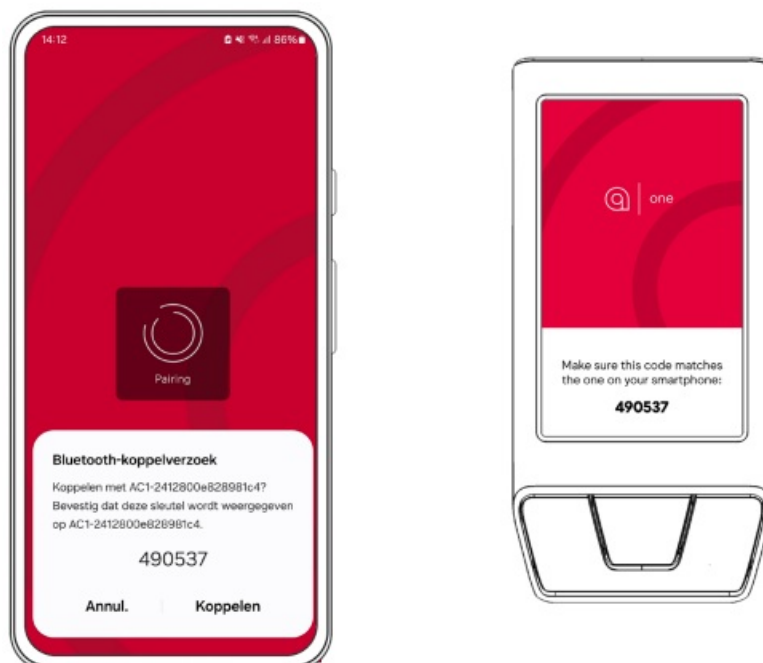 14:12
86%
Pairing
Bluetooth-koppelverzoek
Koppelen met AC1-2412800e828981c4?
Bevestig dat deze sleutel wordt weergegeven
op AC1-2412800e828981c4.
490537
Annul. Koppelen
one
Make sure this code matches
the one on your smartphone:
490537